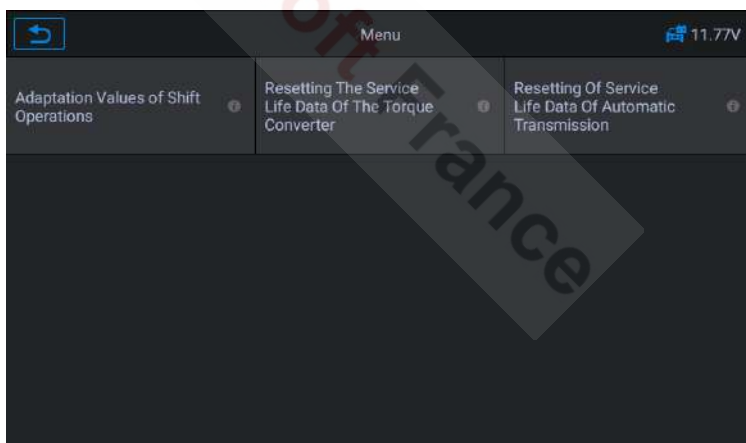 Menu
11.77V
Adaptation Values of Shift
Operations
Resetting The Service
Life Data Of The Torque
Converter
Resetting Of Service
Life Data Of Automatic
Transmission
oft France